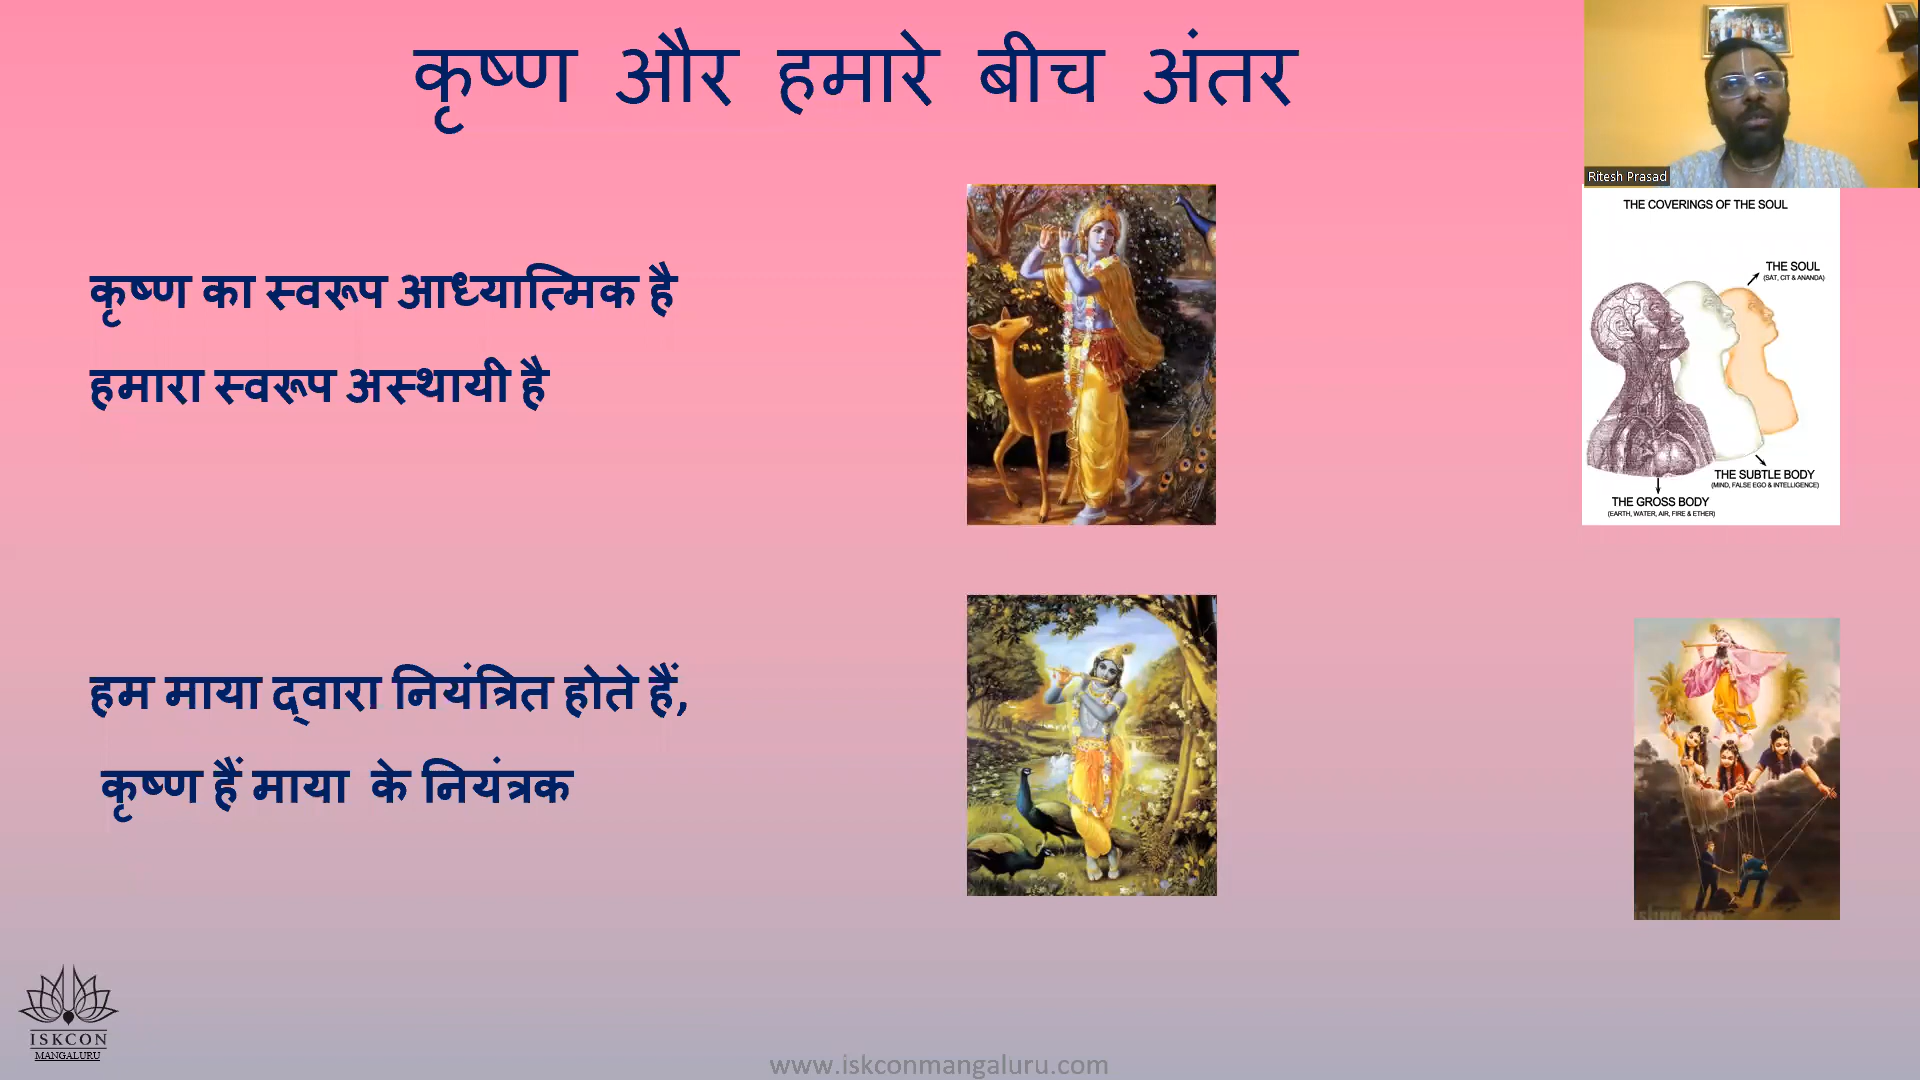 कृष्ण और हमारे बीच अंतर
Ritesh Prasad
THE COVERINGS OF THE SOUL
THE SOUL
(SAT, CIT & ANANDA)
THE SUBTLE BODY
(MIND, FALSE EGO & INTELLIGENCE)
THE GROSS BODY
(EARTH, WATER, AIR, FIRE & ETHER)
कृष्ण का स्वरूप आध्यात्मिक है
हमारा स्वरूप अस्थायी है
हम माया द्वारा नियंत्रित होते हैं,
कृष्ण हैं माया के नियंत्रक
ISKCON
MANGALURU
www.iskconmangaluru.com